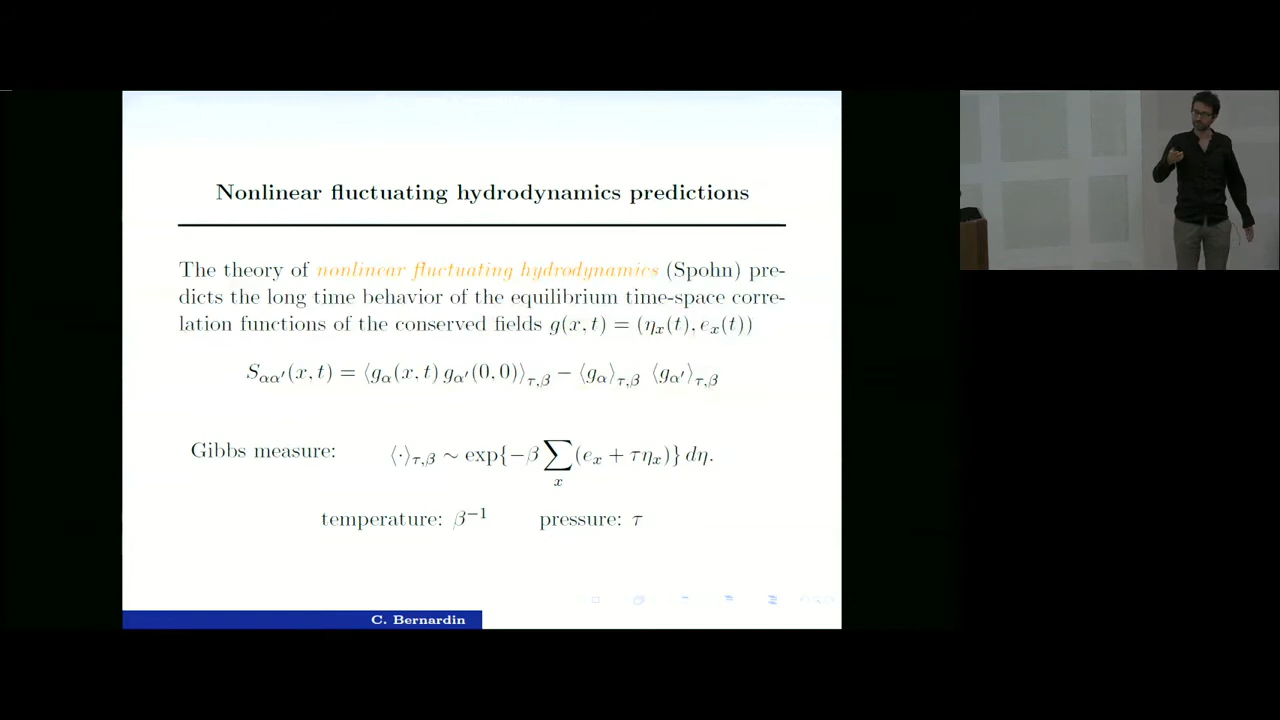 Nonlinear fluctuating hydrodynamics predictions
The theory of nonlinear fluctuating hydrodynamics (Spohn) pre-
dicts the long time behavior of the equilibrium time-space corre-
lation functions of the conserved fields g(x, t) = (η_x(t), e_x(t))
S_{αα′}(x, t) = ⟨g_α(x, t) g_{α′}(0, 0)⟩_{τ,β} − ⟨g_α⟩_{τ,β} ⟨g_{α′}⟩_{τ,β}
Gibbs measure: ⟨·⟩_{τ,β} ∼ exp{−β ∑_x (e_x + τη_x)} dη.
temperature: β^{−1} pressure: τ
C. Bernardin